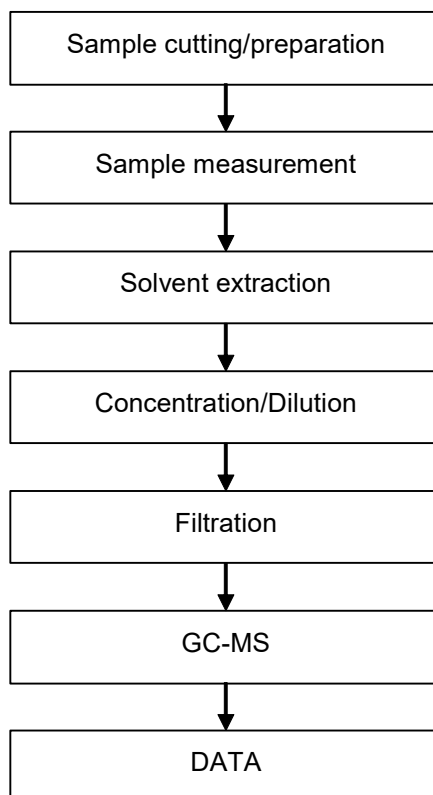 Sample cutting/preparation
Sample measurement
Solvent extraction
Concentration/Dilution
Filtration
GC-MS
DATA